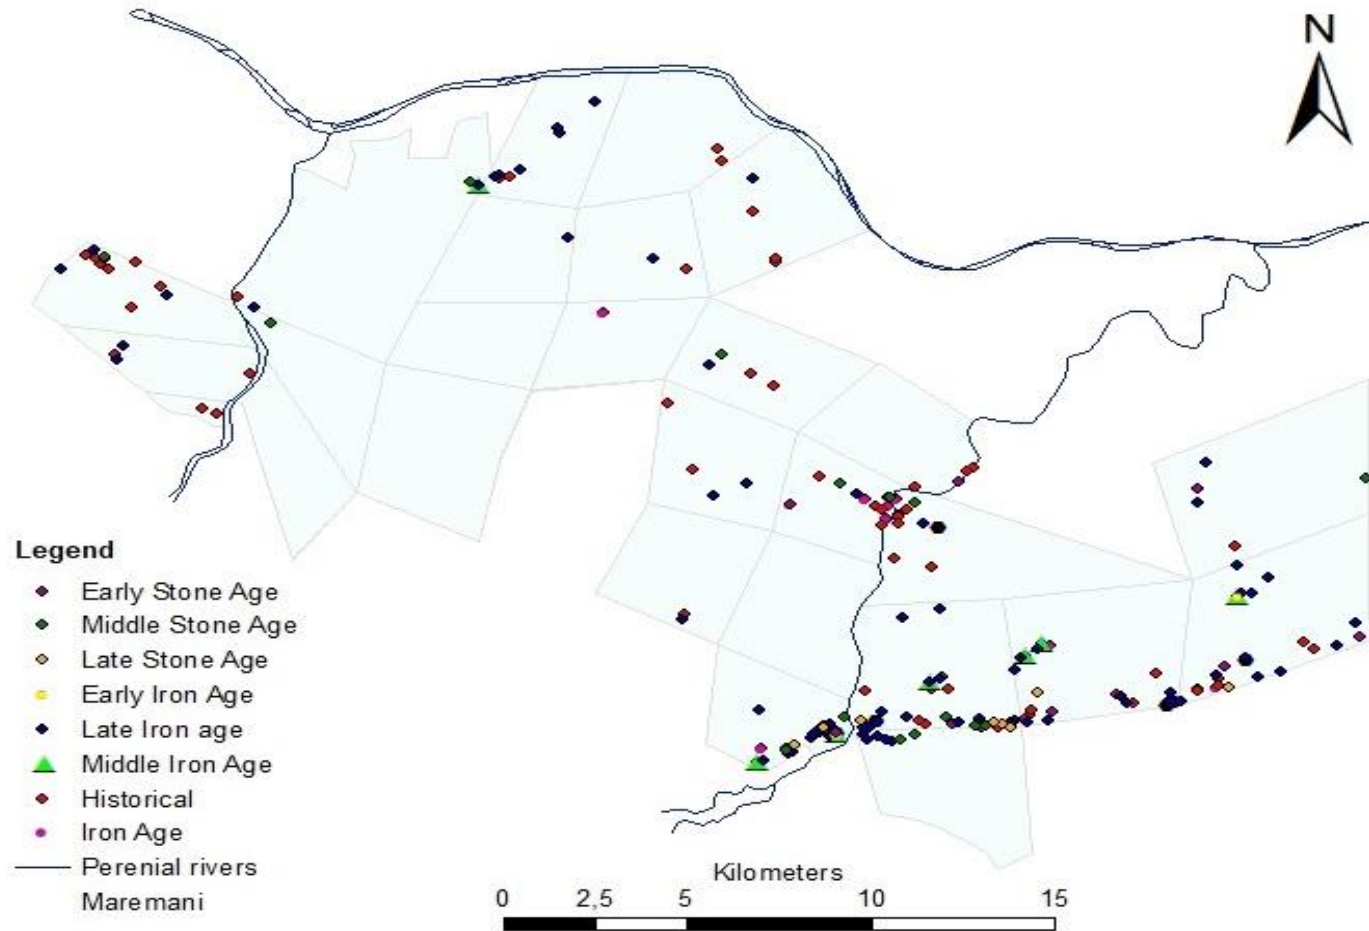 N
Legend
Early Stone Age
Middle Stone Age
Late Stone Age
Early Iron Age
Late Iron age
Middle Iron Age
Historical
Iron Age
Perenial rivers
Maremani
Kilometers
0 2,5 5 10 15